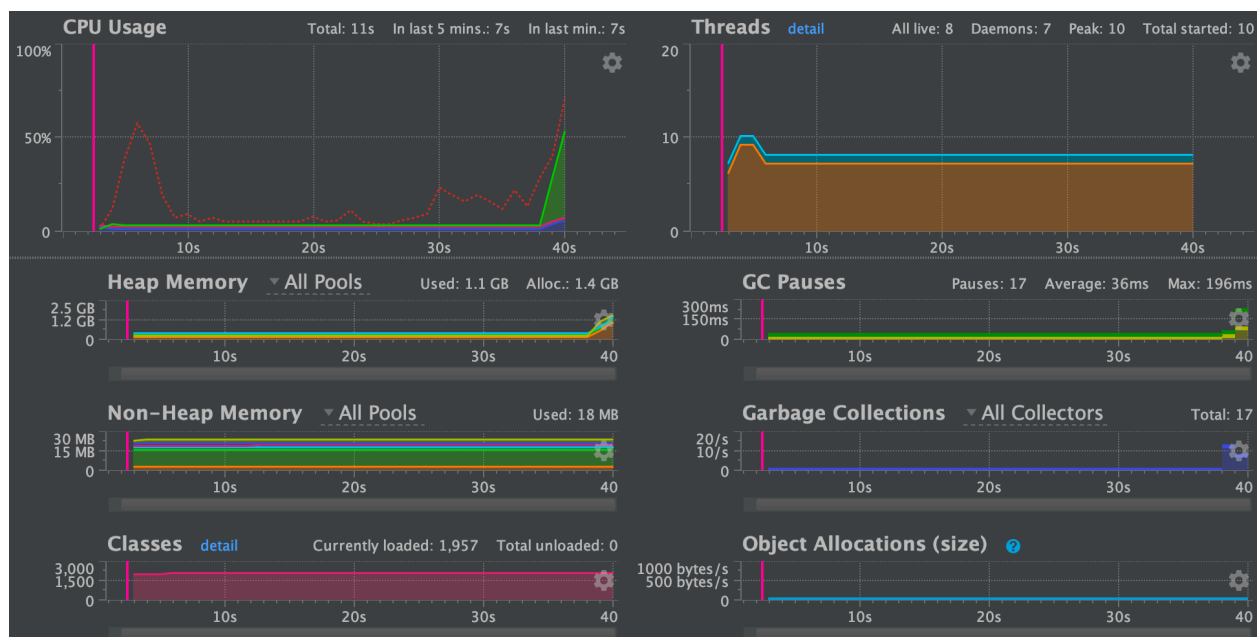 CPU Usage Total: 11s In last 5 mins.: 7s In last min.: 7s
100%
50%
0
10s 20s 30s 40s
Threads detail All live: 8 Daemons: 7 Peak: 10 Total started: 10
20
10
0
10s 20s 30s 40s
Heap Memory All Pools Used: 1.1 GB Alloc.: 1.4 GB
2.5 GB
1.2 GB
0
10s 20s 30s 40
GC Pauses Pauses: 17 Average: 36ms Max: 196ms
300ms
150ms
0
10s 20s 30s 40
Non-Heap Memory All Pools Used: 18 MB
30 MB
15 MB
0
10s 20s 30s 40
Garbage Collections All Collectors Total: 17
20/s
10/s
0
10s 20s 30s 40
Classes detail Currently loaded: 1,957 Total unloaded: 0
3,000
1,500
0
10s 20s 30s 40
Object Allocations (size) ?
1000 bytes/s
500 bytes/s
0
10s 20s 30s 40